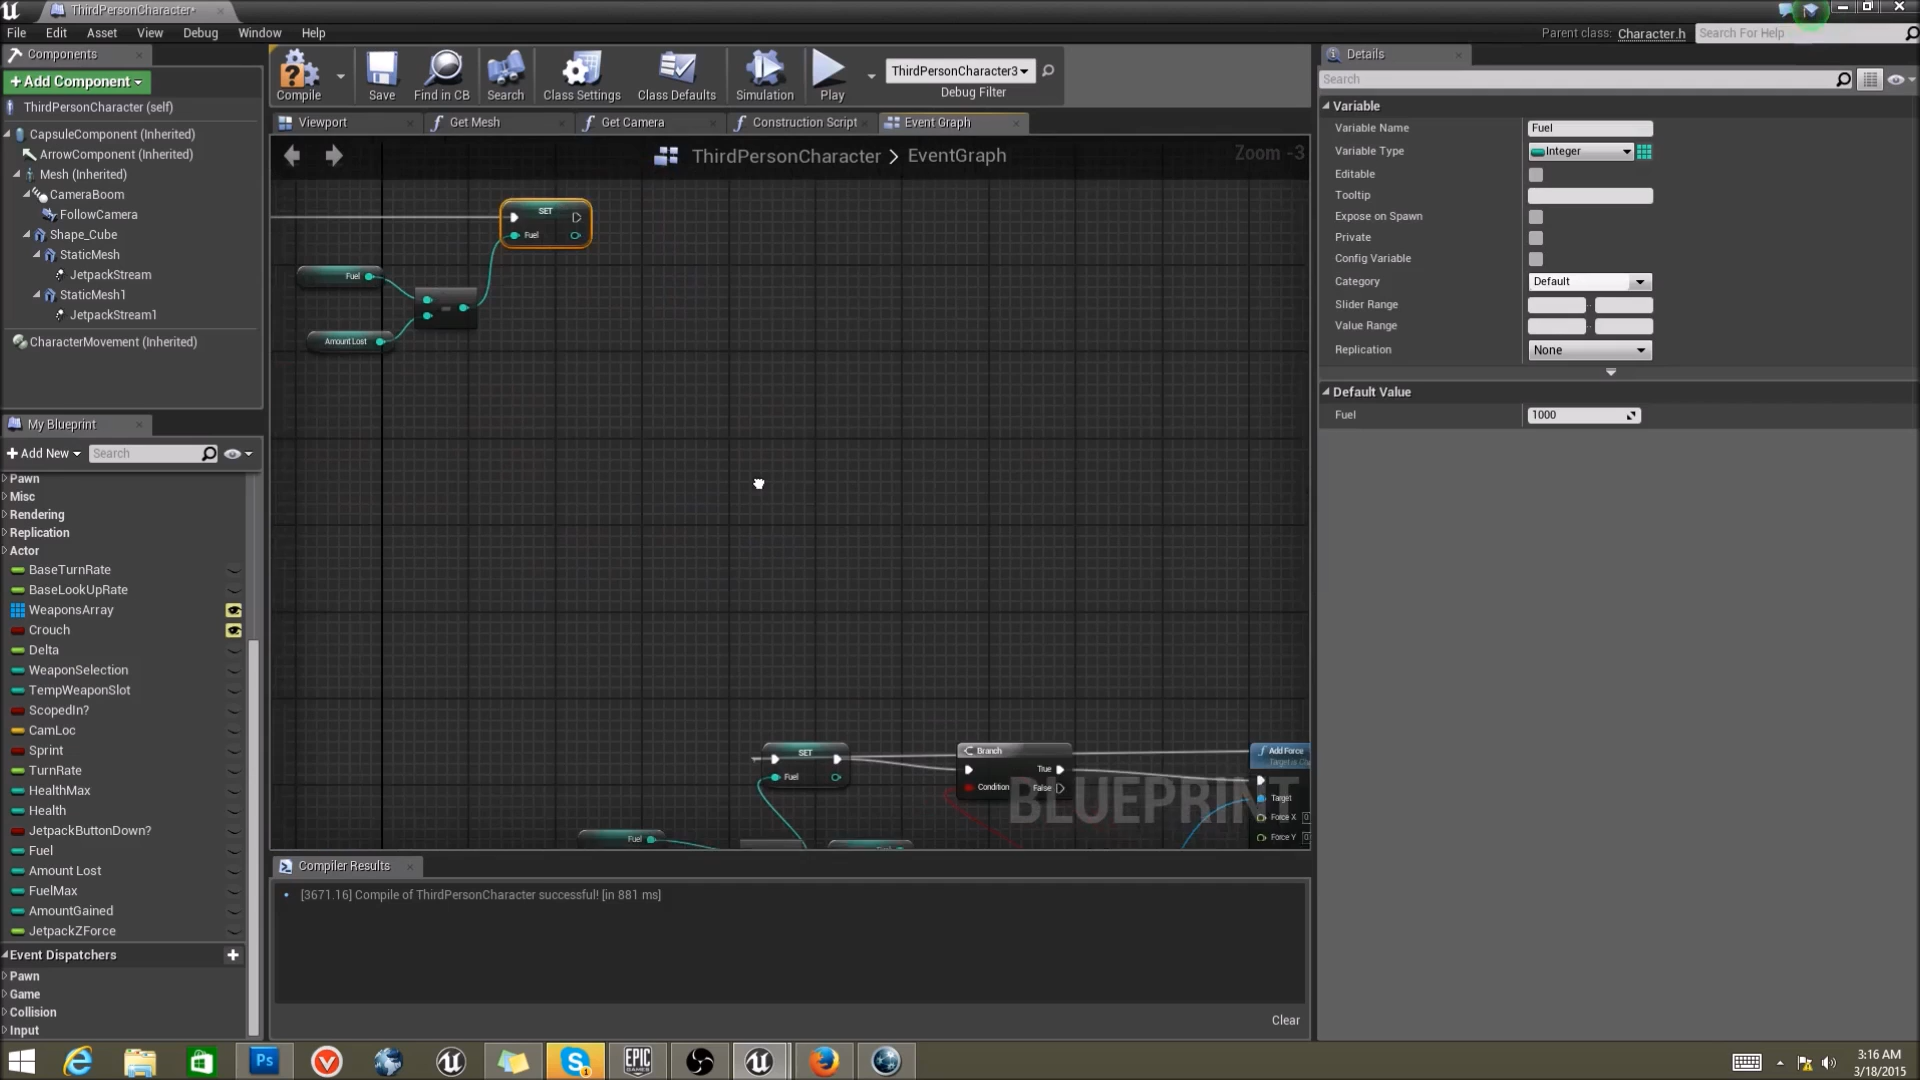 ThirdPersonCharacter*
File Edit Asset View Debug Window Help
Parent class: Character.h Search For Help
Components
+Add Component
Compile Save Find in CB Search Class Settings Class Defaults Simulation Play
ThirdPersonCharacter3
Debug Filter
Details
Search
ThirdPersonCharacter (self)
CapsuleComponent (Inherited)
ArrowComponent (Inherited)
Mesh (Inherited)
CameraBoom
FollowCamera
Shape_Cube
StaticMesh
JetpackStream
StaticMesh1
JetpackStream1
CharacterMovement (Inherited)
Viewport Get Mesh Get Camera Construction Script Event Graph
ThirdPersonCharacter > EventGraph
Zoom -3
SET
Fuel
Fuel
Amount Lost
SET
Fuel
Fuel
Branch
True
Condition False
Add Force
Target
Force X 0
Force Y 0
BLUEPRINT
Variable
Variable Name Fuel
Variable Type Integer
Editable
Tooltip
Expose on Spawn
Private
Config Variable
Category Default
Slider Range
Value Range
Replication None
Default Value
Fuel 1000
My Blueprint
+ Add New Search
Pawn
Misc
Rendering
Replication
Actor
BaseTurnRate
BaseLookUpRate
WeaponsArray
Crouch
Delta
WeaponSelection
TempWeaponSlot
ScopedIn?
CamLoc
Sprint
TurnRate
HealthMax
Health
JetpackButtonDown?
Fuel
Amount Lost
FuelMax
AmountGained
JetpackZForce
Event Dispatchers
Pawn
Game
Collision
Input
Compiler Results
[3671.16] Compile of ThirdPersonCharacter successful! [in 881 ms]
Clear
Ps
EPIC GAMES
3:16 AM
3/18/2015